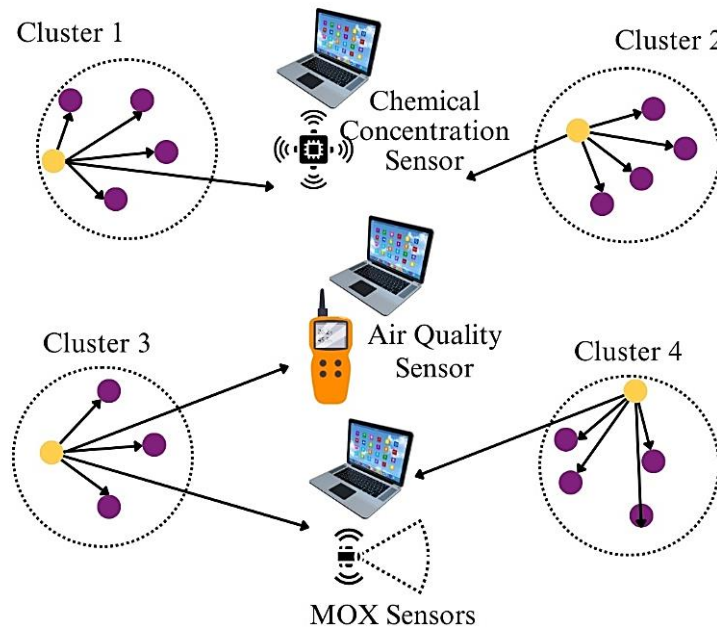 Cluster 1
Cluster 2
Chemical
Concentration
Sensor
Air Quality
Sensor
Cluster 3
Cluster 4
MOX Sensors